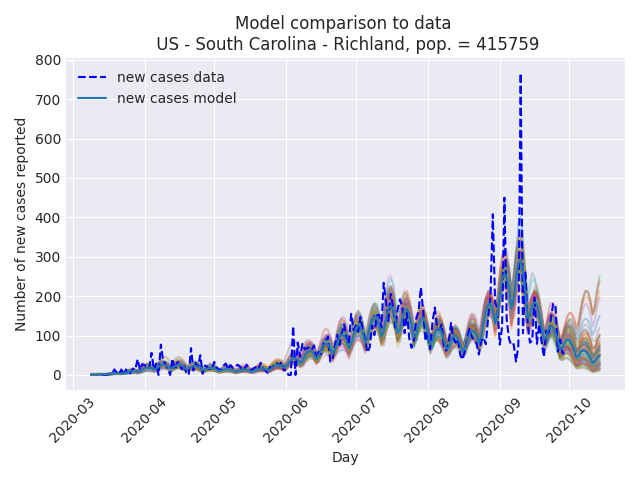 Model comparison to data
US - South Carolina - Richland, pop. = 415759
new cases data
new cases model
Number of new cases reported
800
700
600
500
400
300
200
100
0
2020-03
2020-04
2020-05
2020-06
2020-07
2020-08
2020-09
2020-10
Day